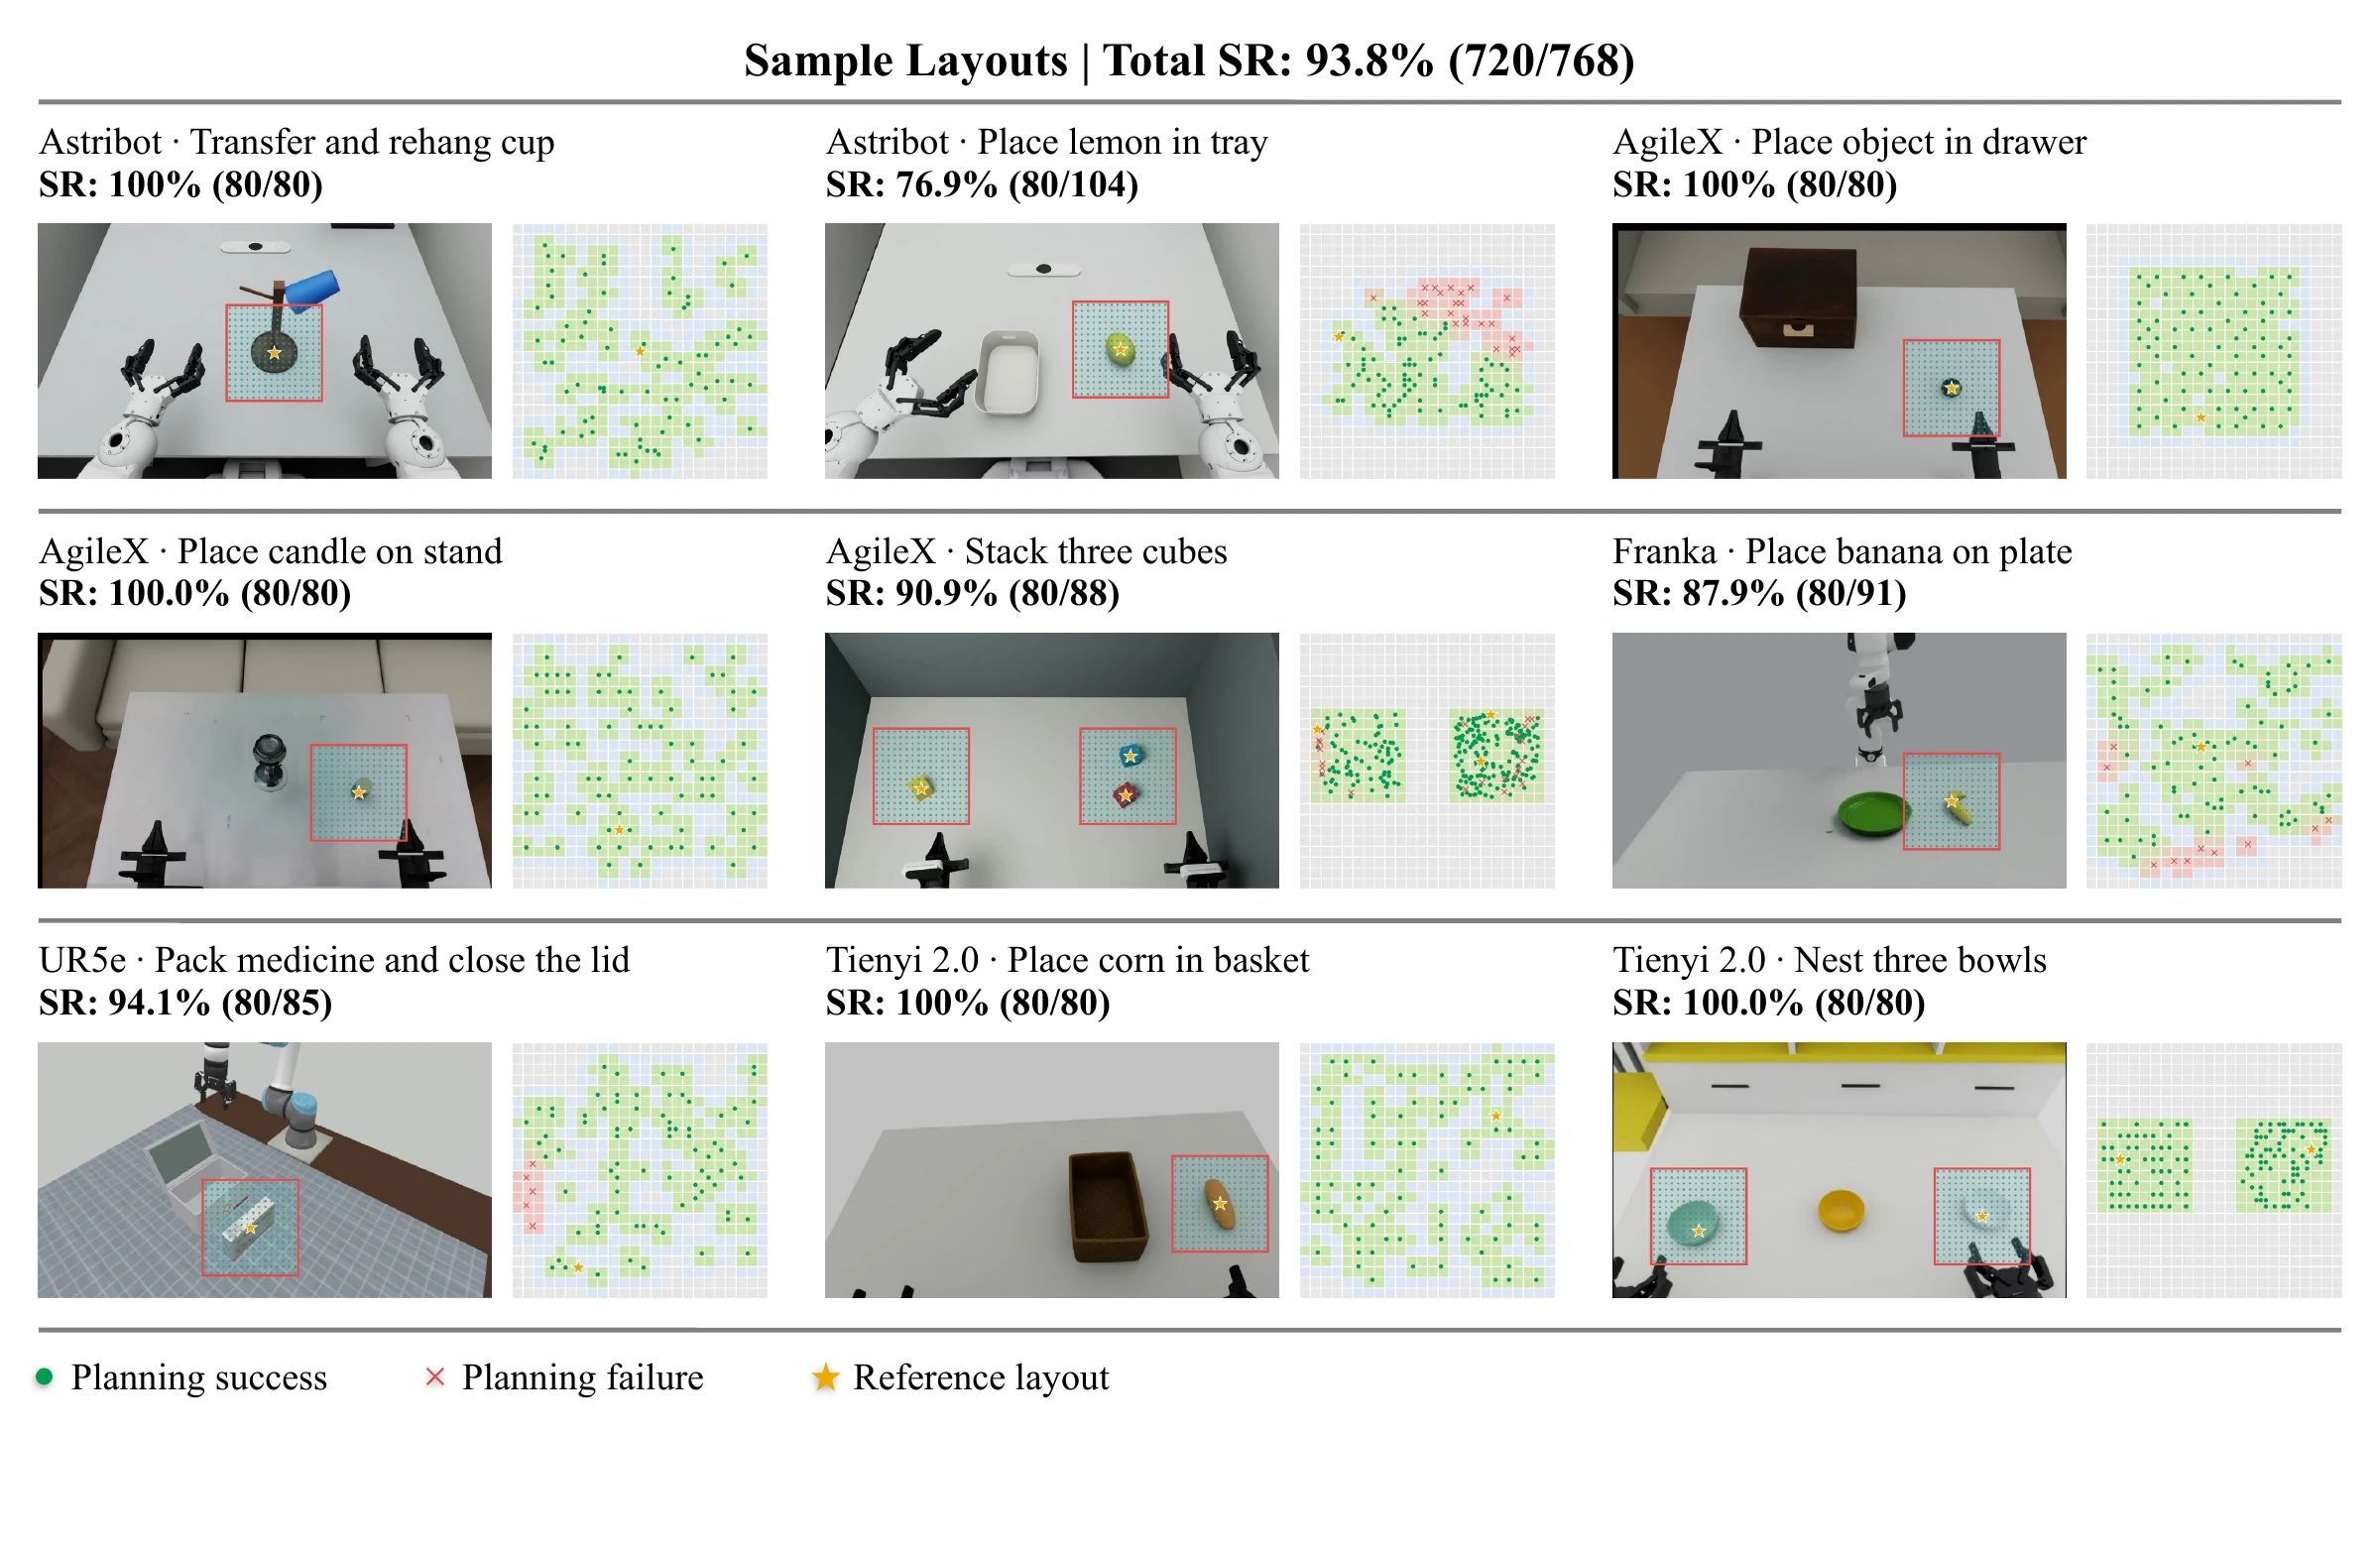 Sample Layouts | Total SR: 93.8% (720/768)
Astribot · Transfer and rehang cup
SR: 100% (80/80)
Astribot · Place lemon in tray
SR: 76.9% (80/104)
AgileX · Place object in drawer
SR: 100% (80/80)
AgileX · Place candle on stand
SR: 100.0% (80/80)
AgileX · Stack three cubes
SR: 90.9% (80/88)
Franka · Place banana on plate
SR: 87.9% (80/91)
UR5e · Pack medicine and close the lid
SR: 94.1% (80/85)
Tienyi 2.0 · Place corn in basket
SR: 100% (80/80)
Tienyi 2.0 · Nest three bowls
SR: 100.0% (80/80)
Planning success
Planning failure
Reference layout